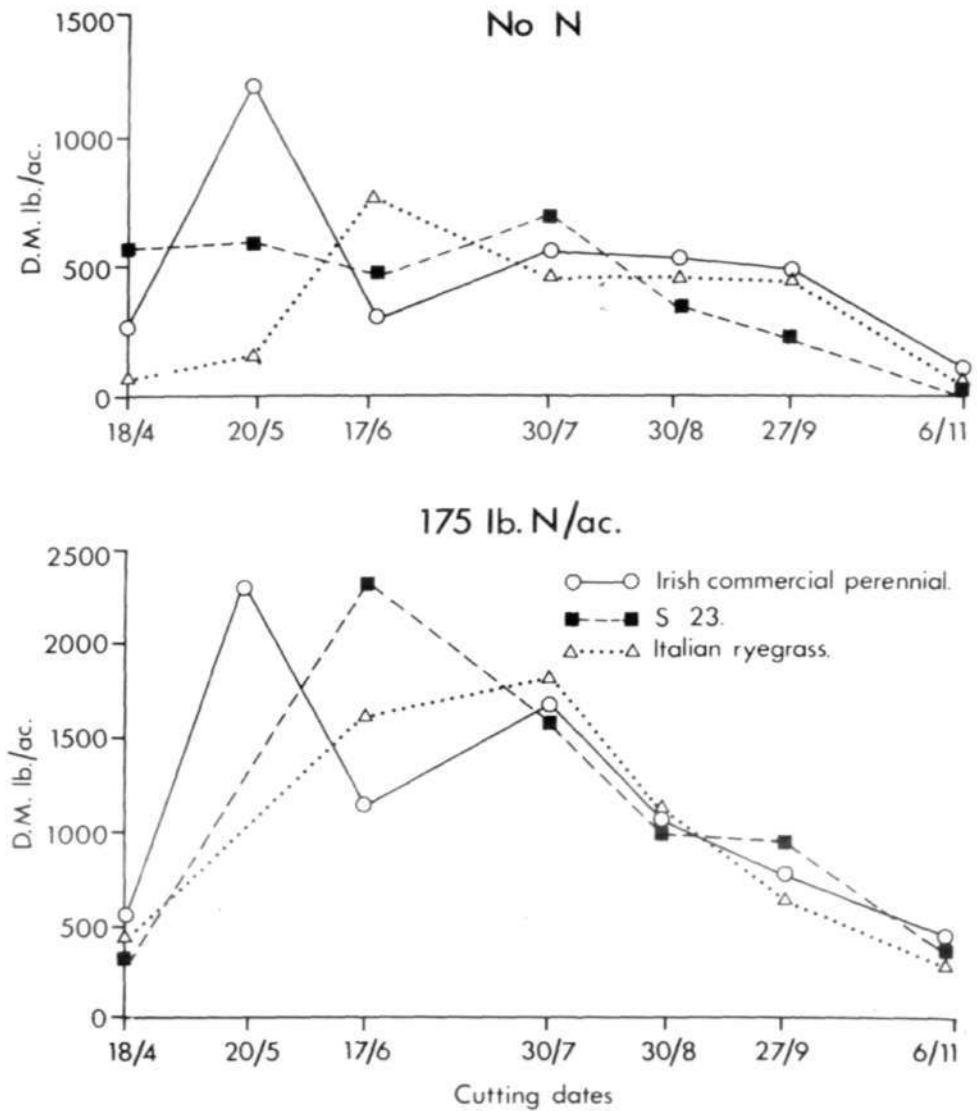 No N
1500
1000
500
0
D.M. lb./ac.
18/4 20/5 17/6 30/7 30/8 27/9 6/11
175 lb. N/ac.
2500
2000
1500
1000
500
0
D.M. lb./ac.
Irish commercial perennial.
S 23.
Italian ryegrass.
18/4 20/5 17/6 30/7 30/8 27/9 6/11
Cutting dates